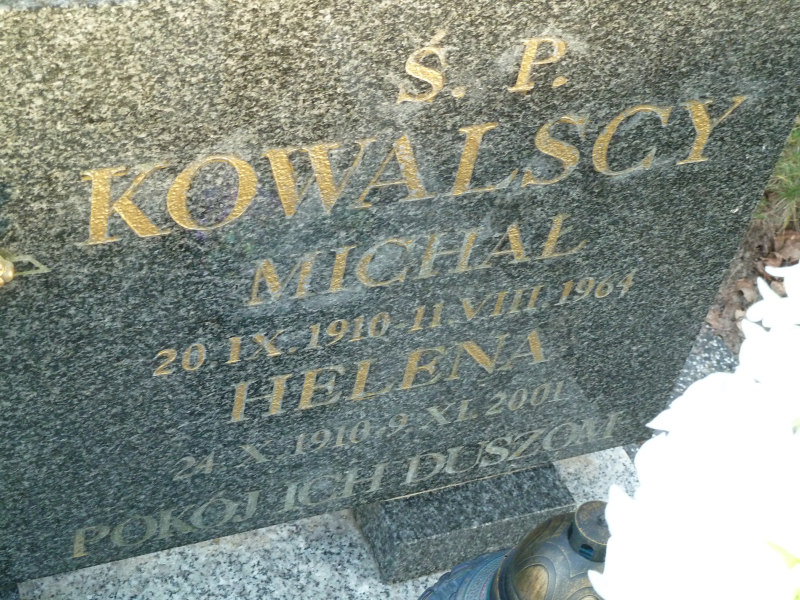 Ś. P.
KOWALSCY
MICHAŁ
20 IX. 1910 - 11. VIII 1964
HELENA
24 X. 1910 - 9. XI. 2001
POKÓJ ICH DUSZOM